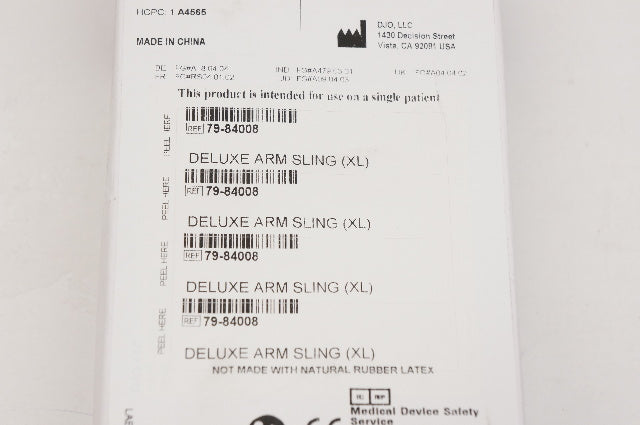 HCPC: 1 A4565
DJO, LLC
1430 Decision Street
Vista, CA 92081 USA
MADE IN CHINA
This product is intended for use on a single patient
PEEL HERE
REF 79-84008
DELUXE ARM SLING (XL)
PEEL HERE
REF 79-84008
DELUXE ARM SLING (XL)
PEEL HERE
REF 79-84008
DELUXE ARM SLING (XL)
PEEL HERE
REF 79-84008
DELUXE ARM SLING (XL)
NOT MADE WITH NATURAL RUBBER LATEX
EC REP
Medical Device Safety
Service